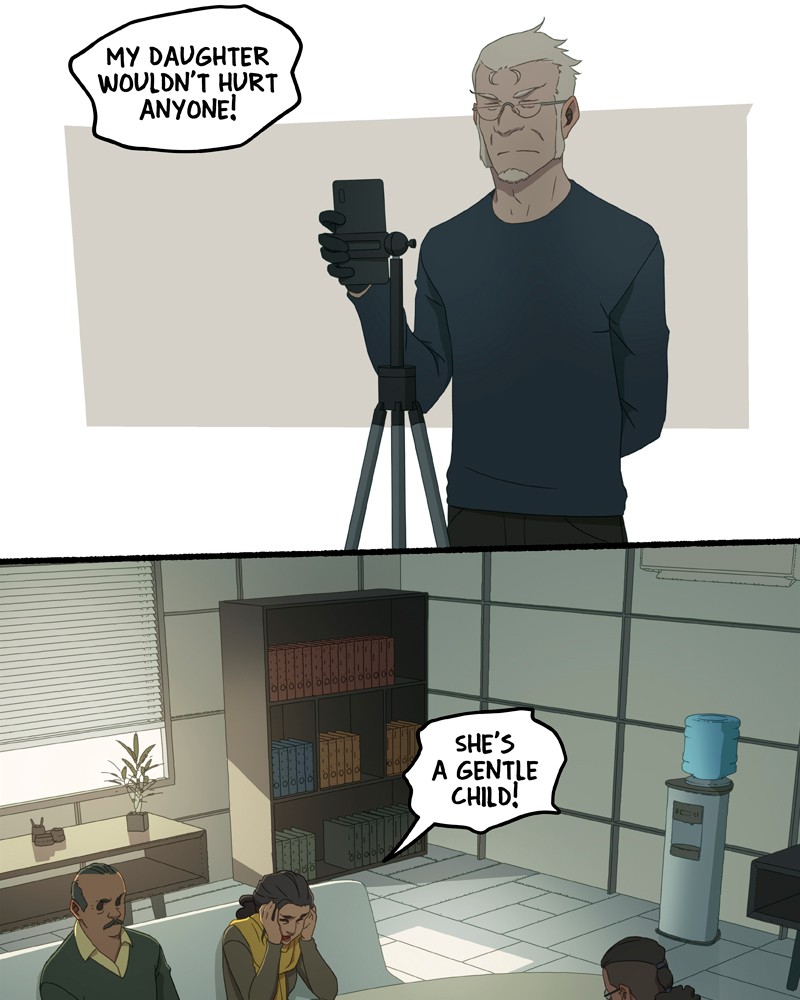 MY DAUGHTER
WOULDN'T HURT
ANYONE!
SHE'S
A GENTLE
CHILD!